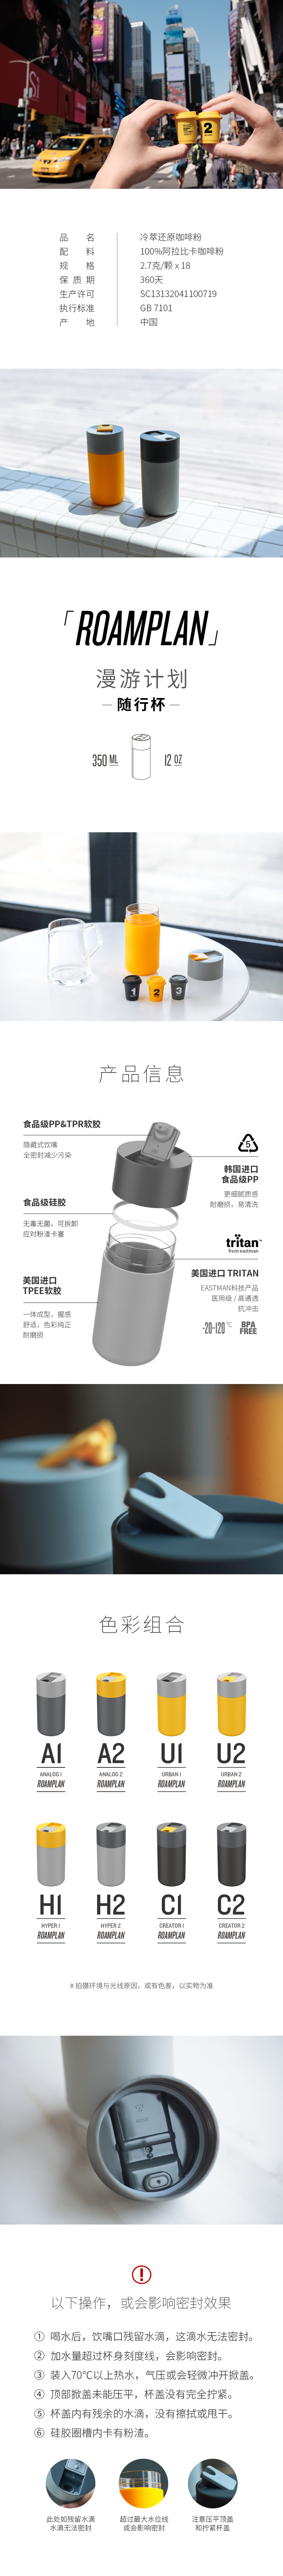 2
品 名 冷萃还原咖啡粉
配 料 100%阿拉比卡咖啡粉
规 格 2.7克/颗 x 18
保 质 期 360天
生产许可 SC13132041100719
执行标准 GB 7101
产 地 中国
「ROAMPLAN」
漫游计划
— 随行杯 —
350 ML 12 OZ
1 2 3
产品信息
食品级PP&TPR软胶
隐藏式饮嘴
全密封减少污染
5
韩国进口
食品级PP
更细腻质感
耐磨损，易清洗
食品级硅胶
无毒无菌，可拆卸
应对粉渣卡塞
tritan™
from eastman
美国进口 TRITAN
EASTMAN科技产品
医用级 / 高通透
抗冲击
-20-120℃ BPA FREE
美国进口
TPEE软胶
一体成型，握感
舒适，色彩纯正
耐磨损
色彩组合
A1 A2 U1 U2
ANALOG 1 ANALOG 2 URBAN 1 URBAN 2
ROAMPLAN ROAMPLAN ROAMPLAN ROAMPLAN
H1 H2 C1 C2
HYPER 1 HYPER 2 CREATOR 1 CREATOR 2
ROAMPLAN ROAMPLAN ROAMPLAN ROAMPLAN
# 拍摄环境与光线原因，或有色差，以实物为准
以下操作，或会影响密封效果
① 喝水后，饮嘴口残留水滴，这滴水无法密封。
② 加水量超过杯身刻度线，会影响密封。
③ 装入70℃以上热水，气压或会轻微冲开掀盖。
④ 顶部掀盖未能压平，杯盖没有完全拧紧。
⑤ 杯盖内有残余的水滴，没有擦拭或甩干。
⑥ 硅胶圈槽内卡有粉渣。
此处如残留水滴
水滴无法密封
超过最大水位线
或会影响密封
注意压平顶盖
和拧紧杯盖